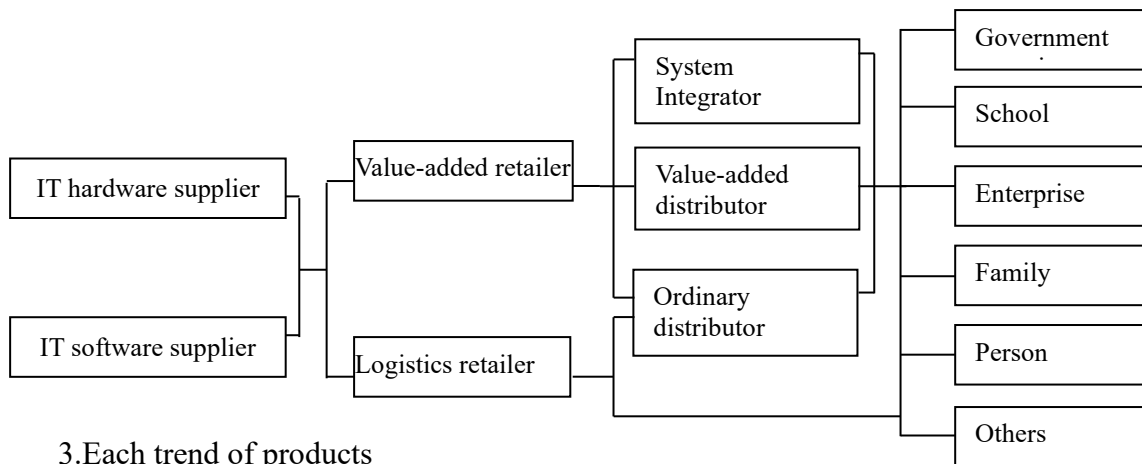 IT hardware supplier
IT software supplier
Value-added retailer
Logistics retailer
System
Integrator
Value-added
distributor
Ordinary
distributor
Government
School
Enterprise
Family
Person
Others
3.Each trend of products